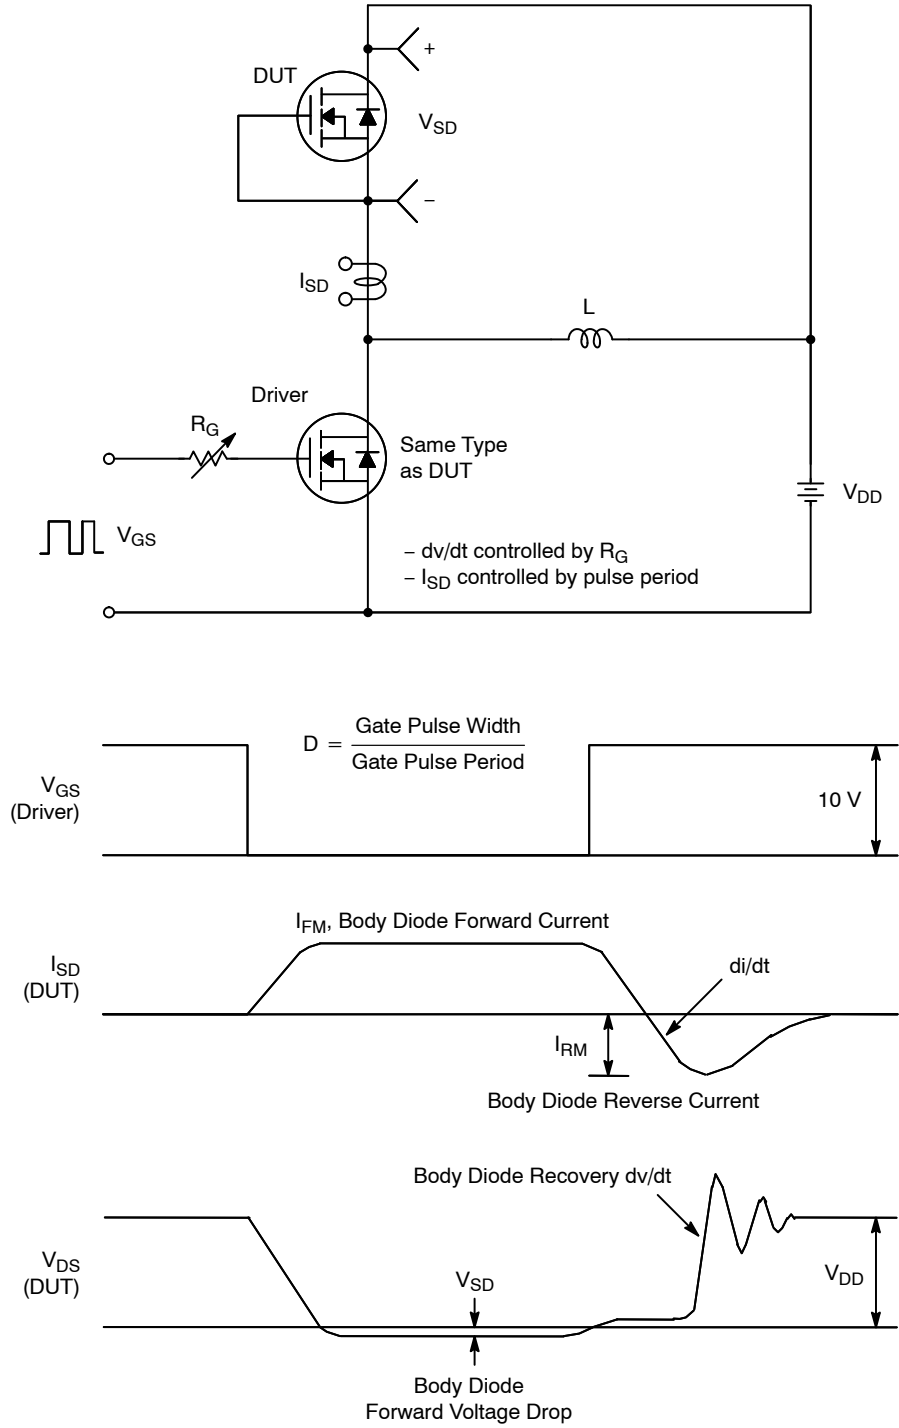 +
DUT
V_SD
−
I_SD
L
Driver
R_G
Same Type
as DUT
V_DD
V_GS
− dv/dt controlled by R_G
− I_SD controlled by pulse period
D = Gate Pulse Width
Gate Pulse Period
V_GS
(Driver)
10 V
I_FM, Body Diode Forward Current
I_SD
(DUT)
di/dt
I_RM
Body Diode Reverse Current
Body Diode Recovery dv/dt
V_DS
(DUT)
V_SD
V_DD
Body Diode
Forward Voltage Drop